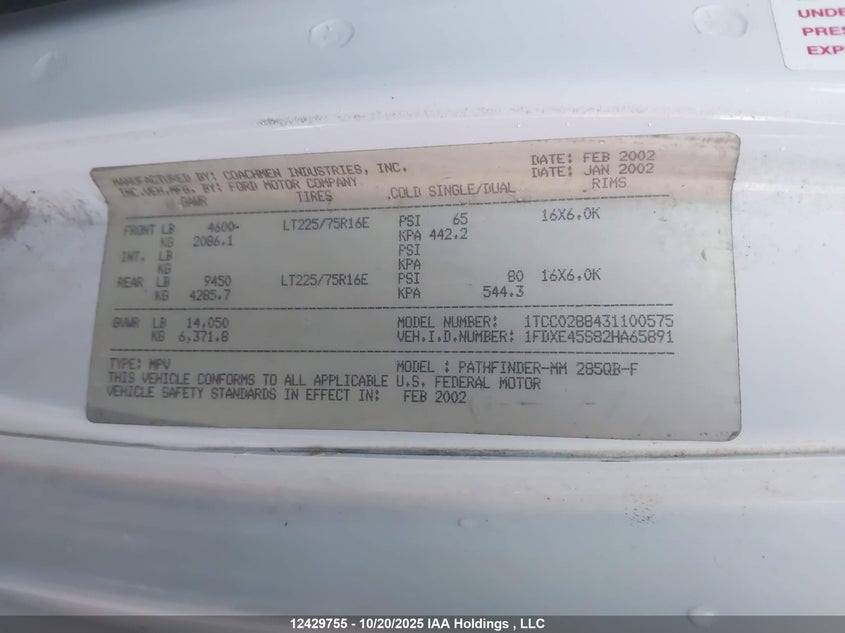 UNDE
PRES
EXP
MANUFACTURED BY: COACHMEN INDUSTRIES, INC. DATE: FEB 2002
INC.VEH.MFG. BY: FORD MOTOR COMPANY DATE: JAN 2002
GAWR TIRES COLD SINGLE/DUAL RIMS
FRONT LB 4600 LT225/75R16E PSI 65 16X6.0K
KG 2086.1 KPA 442.2
INT. LB PSI
KG KPA
REAR LB 9450 LT225/75R16E PSI 80 16X6.0K
KG 4285.7 KPA 544.3
GVWR LB 14,050 MODEL NUMBER: 1TCC0288431100575
KG 6,371.8 VEH.I.D.NUMBER: 1FDXE45S82HA65891
TYPE: MPV MODEL : PATHFINDER-MM 285QB-F
THIS VEHICLE CONFORMS TO ALL APPLICABLE U.S. FEDERAL MOTOR
VEHICLE SAFETY STANDARDS IN EFFECT IN: FEB 2002
12429755 - 10/20/2025 IAA Holdings , LLC